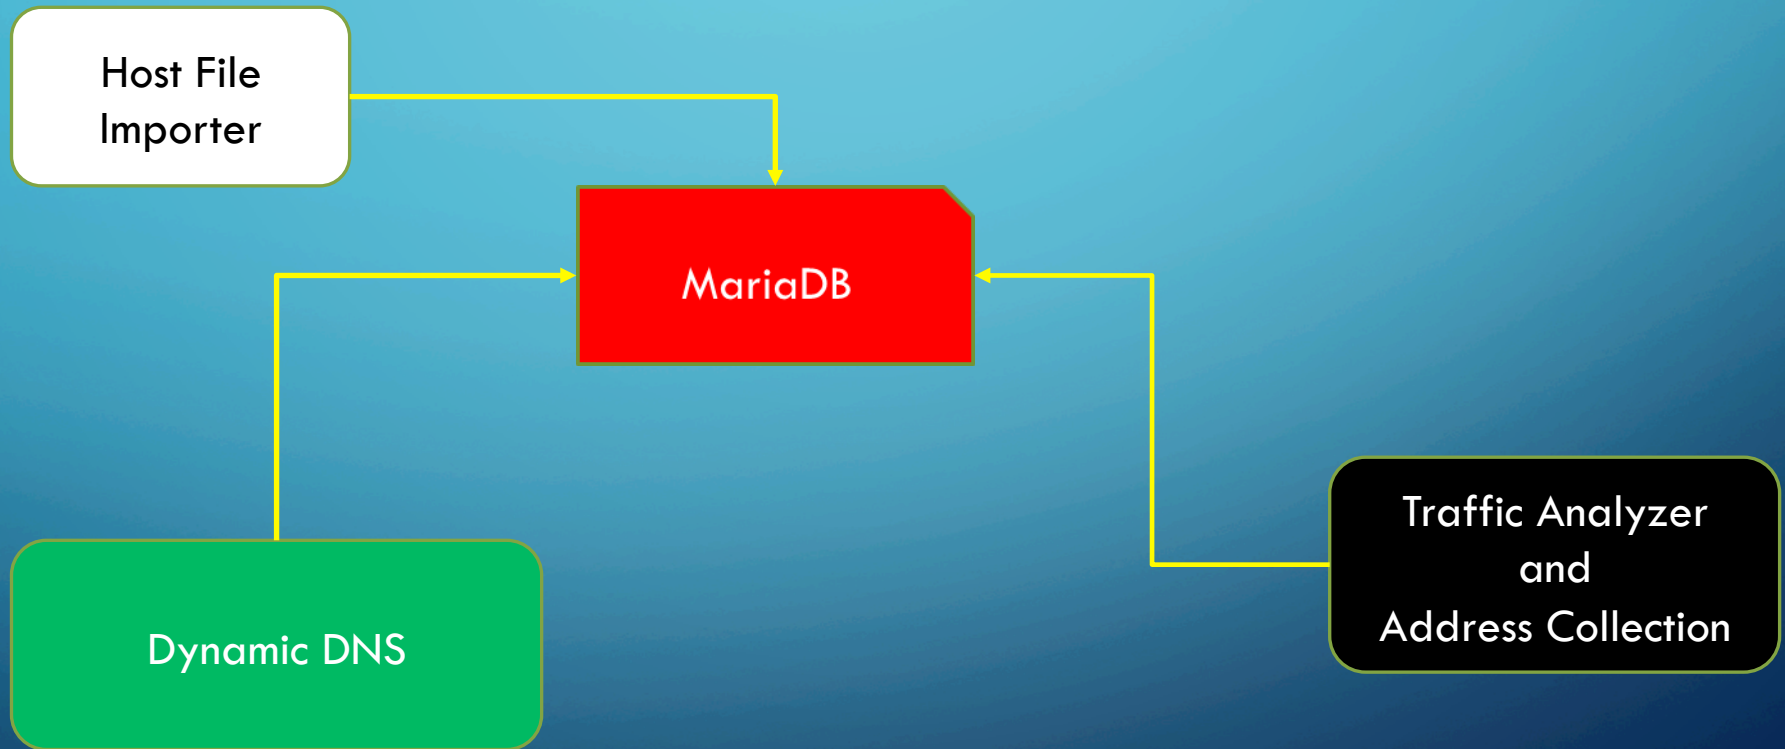 Host File
Importer
MariaDB
Dynamic DNS
Traffic Analyzer
and
Address Collection